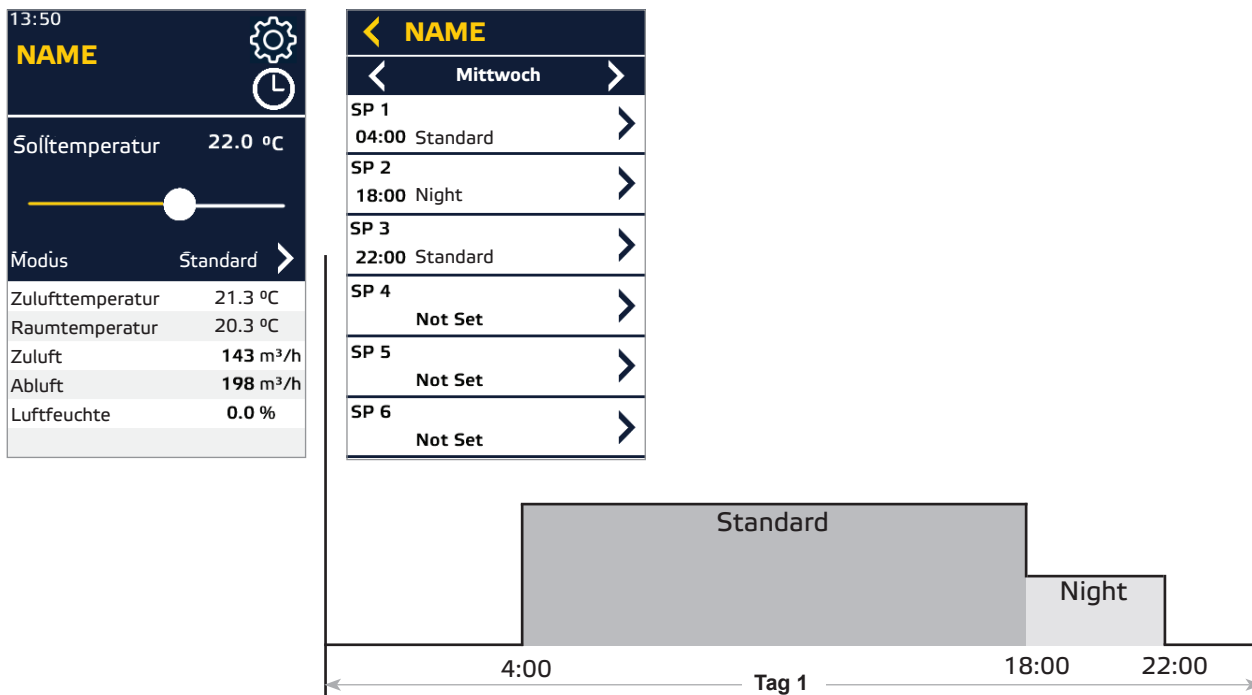 13:50
NAME
Solltemperatur 22.0 ºC
Modus Standard
Zulufttemperatur 21.3 ºC
Raumtemperatur 20.3 ºC
Zuluft 143 m³/h
Abluft 198 m³/h
Luftfeuchte 0.0 %
NAME
Mittwoch
SP 1
04:00 Standard
SP 2
18:00 Night
SP 3
22:00 Standard
SP 4
Not Set
SP 5
Not Set
SP 6
Not Set
Standard
Night
4:00 18:00 22:00
Tag 1